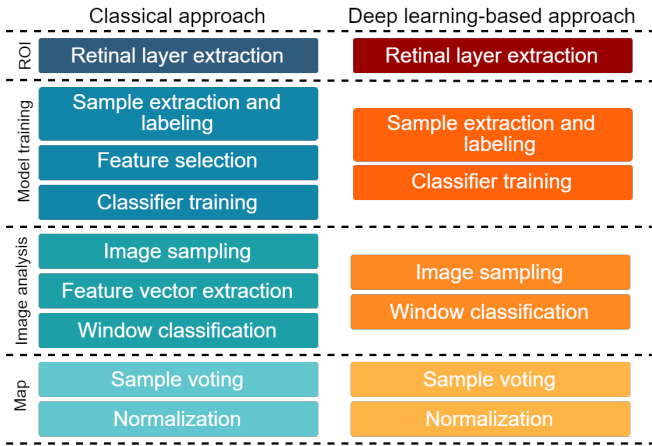 Classical approach
Deep learning-based approach
ROI
Retinal layer extraction
Retinal layer extraction
Model training
Sample extraction and
labeling
Feature selection
Classifier training
Sample extraction and
labeling
Classifier training
Image analysis
Image sampling
Feature vector extraction
Window classification
Image sampling
Window classification
Map
Sample voting
Normalization
Sample voting
Normalization